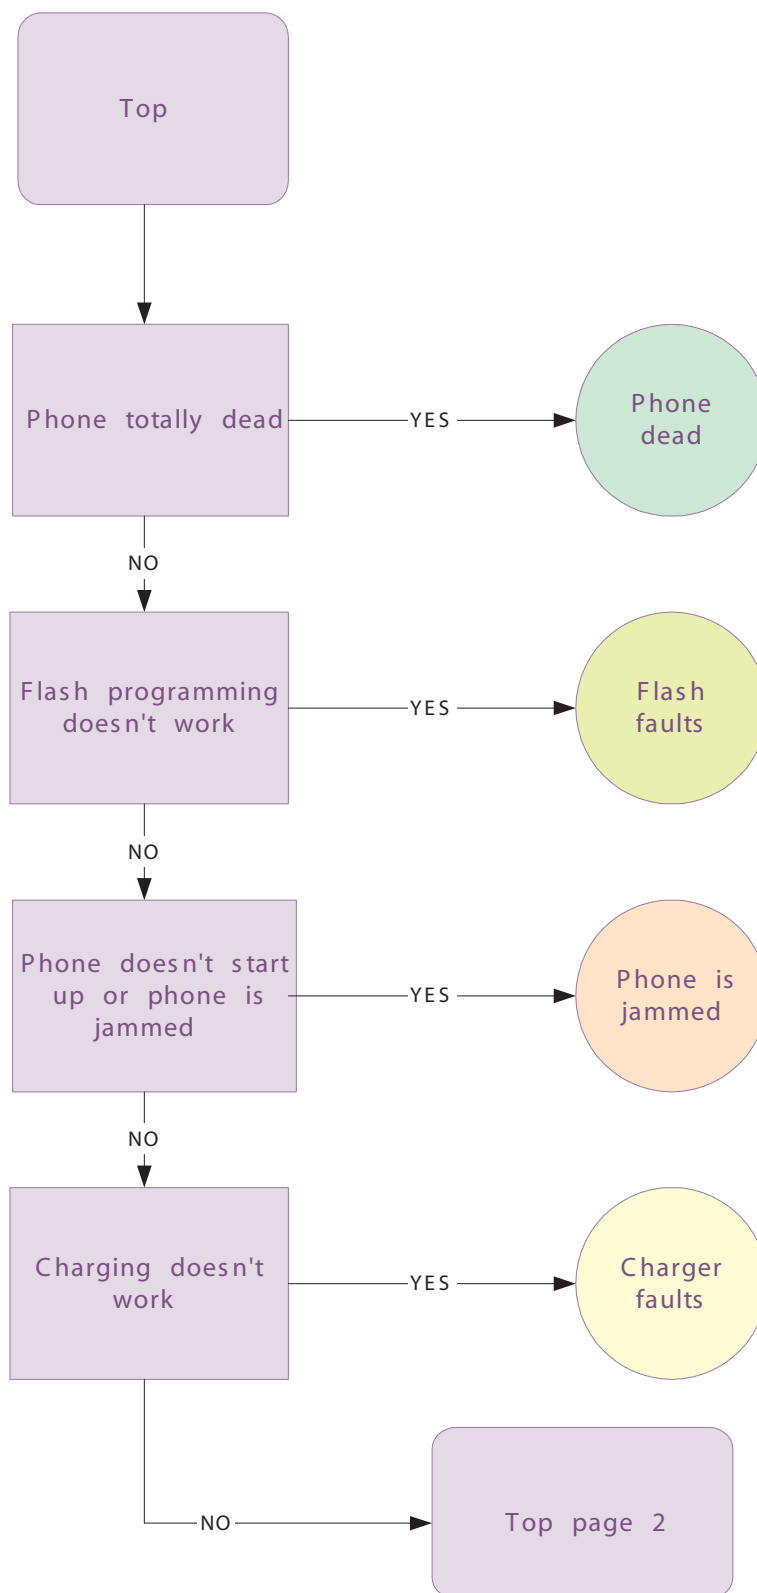 Top
Phone totally dead
YES
Phone
dead
NO
Flash programming
doesn't work
YES
Flash
faults
NO
Phone doesn't start
up or phone is
jammed
YES
Phone is
jammed
NO
Charging doesn't
work
YES
Charger
faults
NO
Top page 2